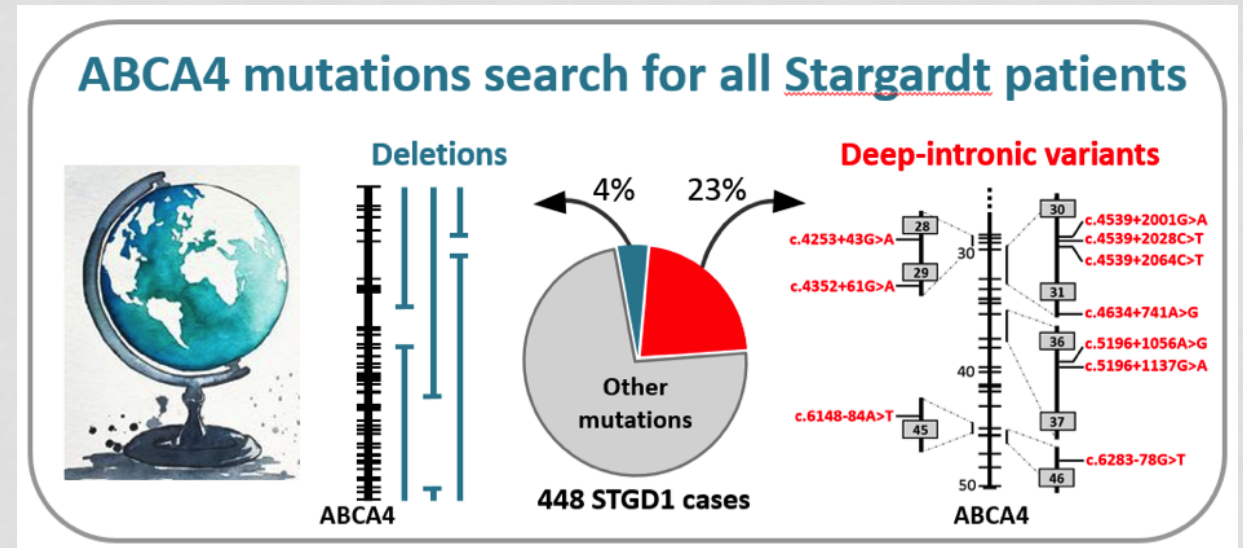 ABCA4 mutations search for all Stargardt patients
Deletions
ABCA4
4%
23%
Other
mutations
448 STGD1 cases
Deep-intronic variants
28
c.4253+43G>A
29
c.4352+61G>A
c.6148-84A>T
45
30
40
50
ABCA4
30
c.4539+2001G>A
c.4539+2028C>T
c.4539+2064C>T
31
c.4634+741A>G
36
c.5196+1056A>G
c.5196+1137G>A
37
c.6283-78G>T
46